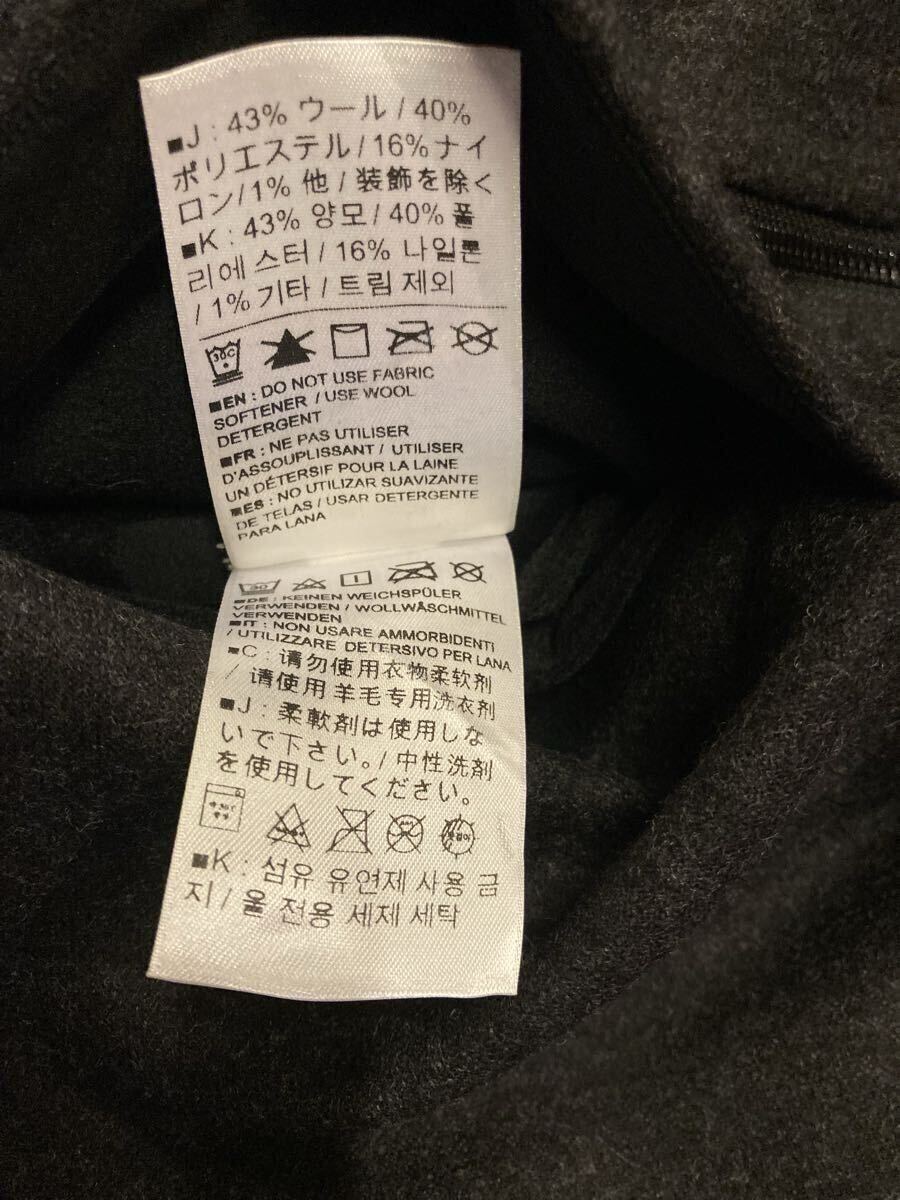 ■J : 43% ウール / 40%
ポリエステル / 16% ナイ
ロン/1% 他 / 装飾を除く
■K : 43% 양모 / 40% 폴
리에 스터 / 16% 나일론
/ 1% 기타 / 트림 제외
30C
■EN : DO NOT USE FABRIC
SOFTENER / USE WOOL
DETERGENT
■FR : NE PAS UTILISER
D'ASSOUPLISSANT / UTILISER
UN DÉTERSIF POUR LA LAINE
■ES : NO UTILIZAR SUAVIZANTE
DE TELAS / USAR DETERGENTE
PARA LANA
30
■DE : KEINEN WEICHSPÜLER
VERWENDEN / WOLLWÄSCHMITTEL
VERWENDEN
■IT : NON USARE AMMORBIDENTI
/ UTILIZZARE DETERSIVO PER LANA
■C : 请勿使用衣物柔软剂
/ 请使用 羊毛专用洗衣剂
■J : 柔軟剤は使用しな
いで下さい。/ 中性洗剤
を使用してください。
■K : 섬유 유연제 사용 금
지 / 울 전용 세제 세탁